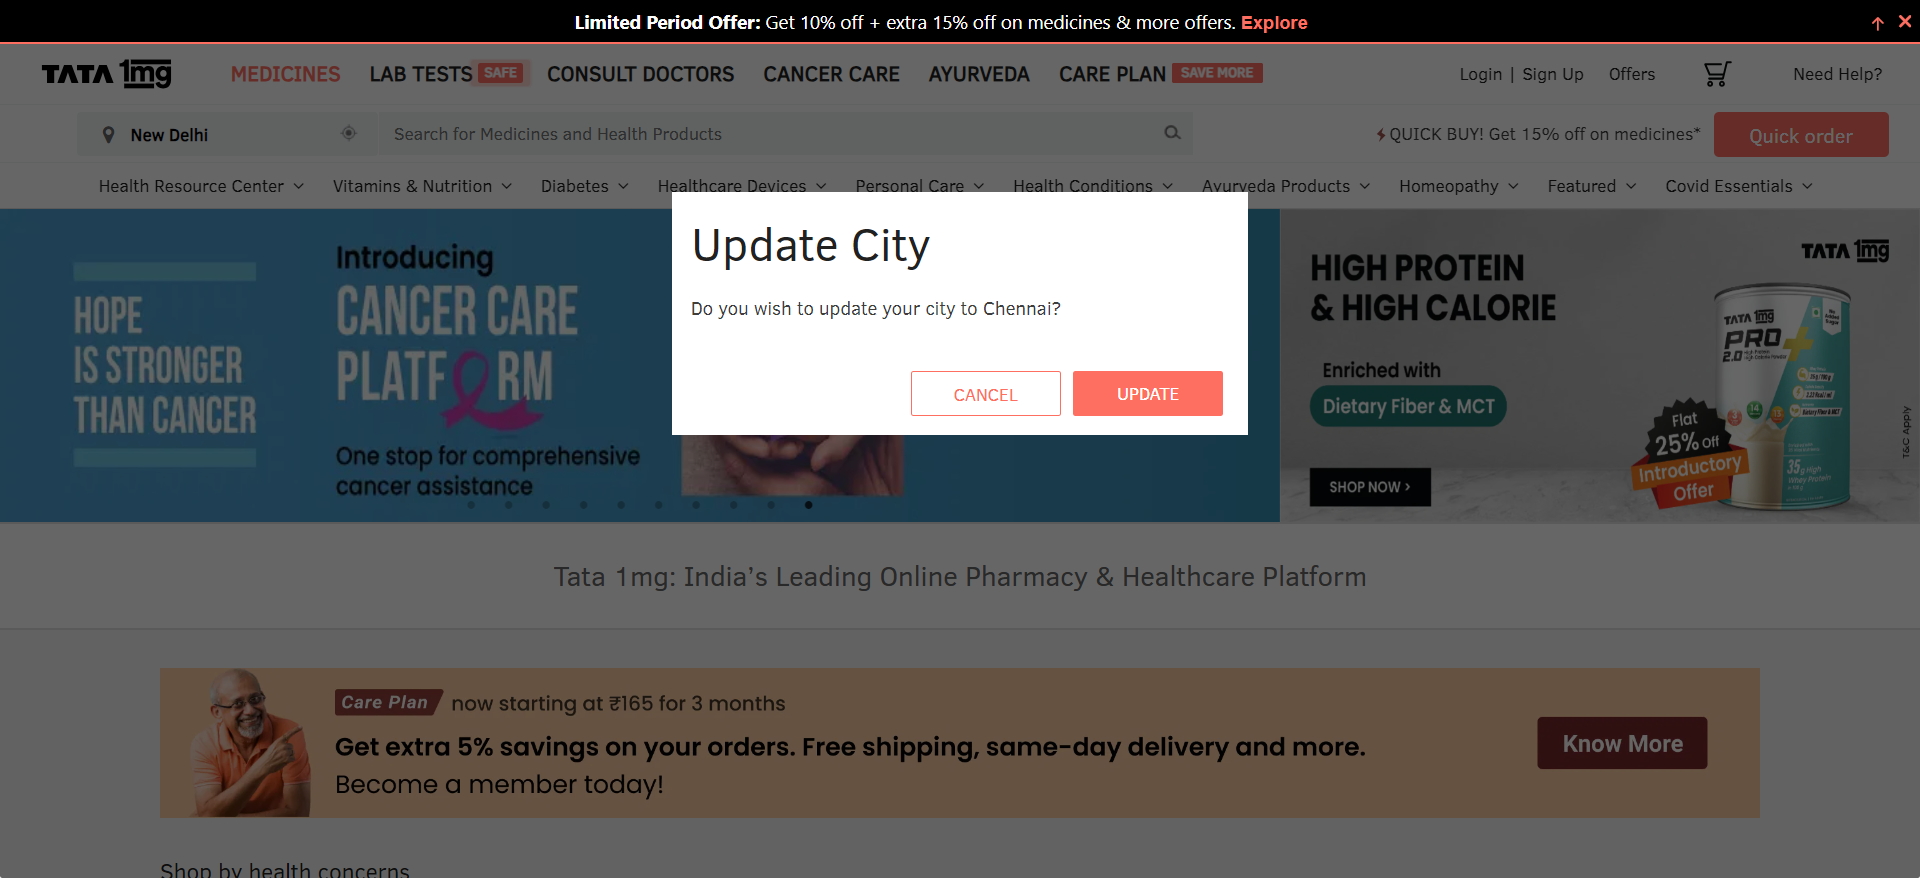 Limited Period Offer: Get 10% off + extra 15% off on medicines & more offers. Explore
TATA 1mg
MEDICINES
LAB TESTS SAFE
CONSULT DOCTORS
CANCER CARE
AYURVEDA
CARE PLAN SAVE MORE
Login | Sign Up
Offers
Need Help?
New Delhi
Search for Medicines and Health Products
QUICK BUY! Get 15% off on medicines*
Quick order
Health Resource Center
Vitamins & Nutrition
Diabetes
Healthcare Devices
Personal Care
Health Conditions
Ayurveda Products
Homeopathy
Featured
Covid Essentials
HOPE
IS STRONGER
THAN CANCER
Introducing
CANCER CARE
PLATFORM
One stop for comprehensive
cancer assistance
Update City
Do you wish to update your city to Chennai?
CANCEL
UPDATE
TATA 1mg
HIGH PROTEIN
& HIGH CALORIE
Enriched with
Dietary Fiber & MCT
SHOP NOW ›
Flat
25% Off
Introductory
Offer
TATA 1mg
PRO+
2.0
35g High
Whey Protein
T&C Apply
Tata 1mg: India’s Leading Online Pharmacy & Healthcare Platform
Care Plan now starting at ₹165 for 3 months
Get extra 5% savings on your orders. Free shipping, same-day delivery and more.
Become a member today!
Know More
Shop by health concerns